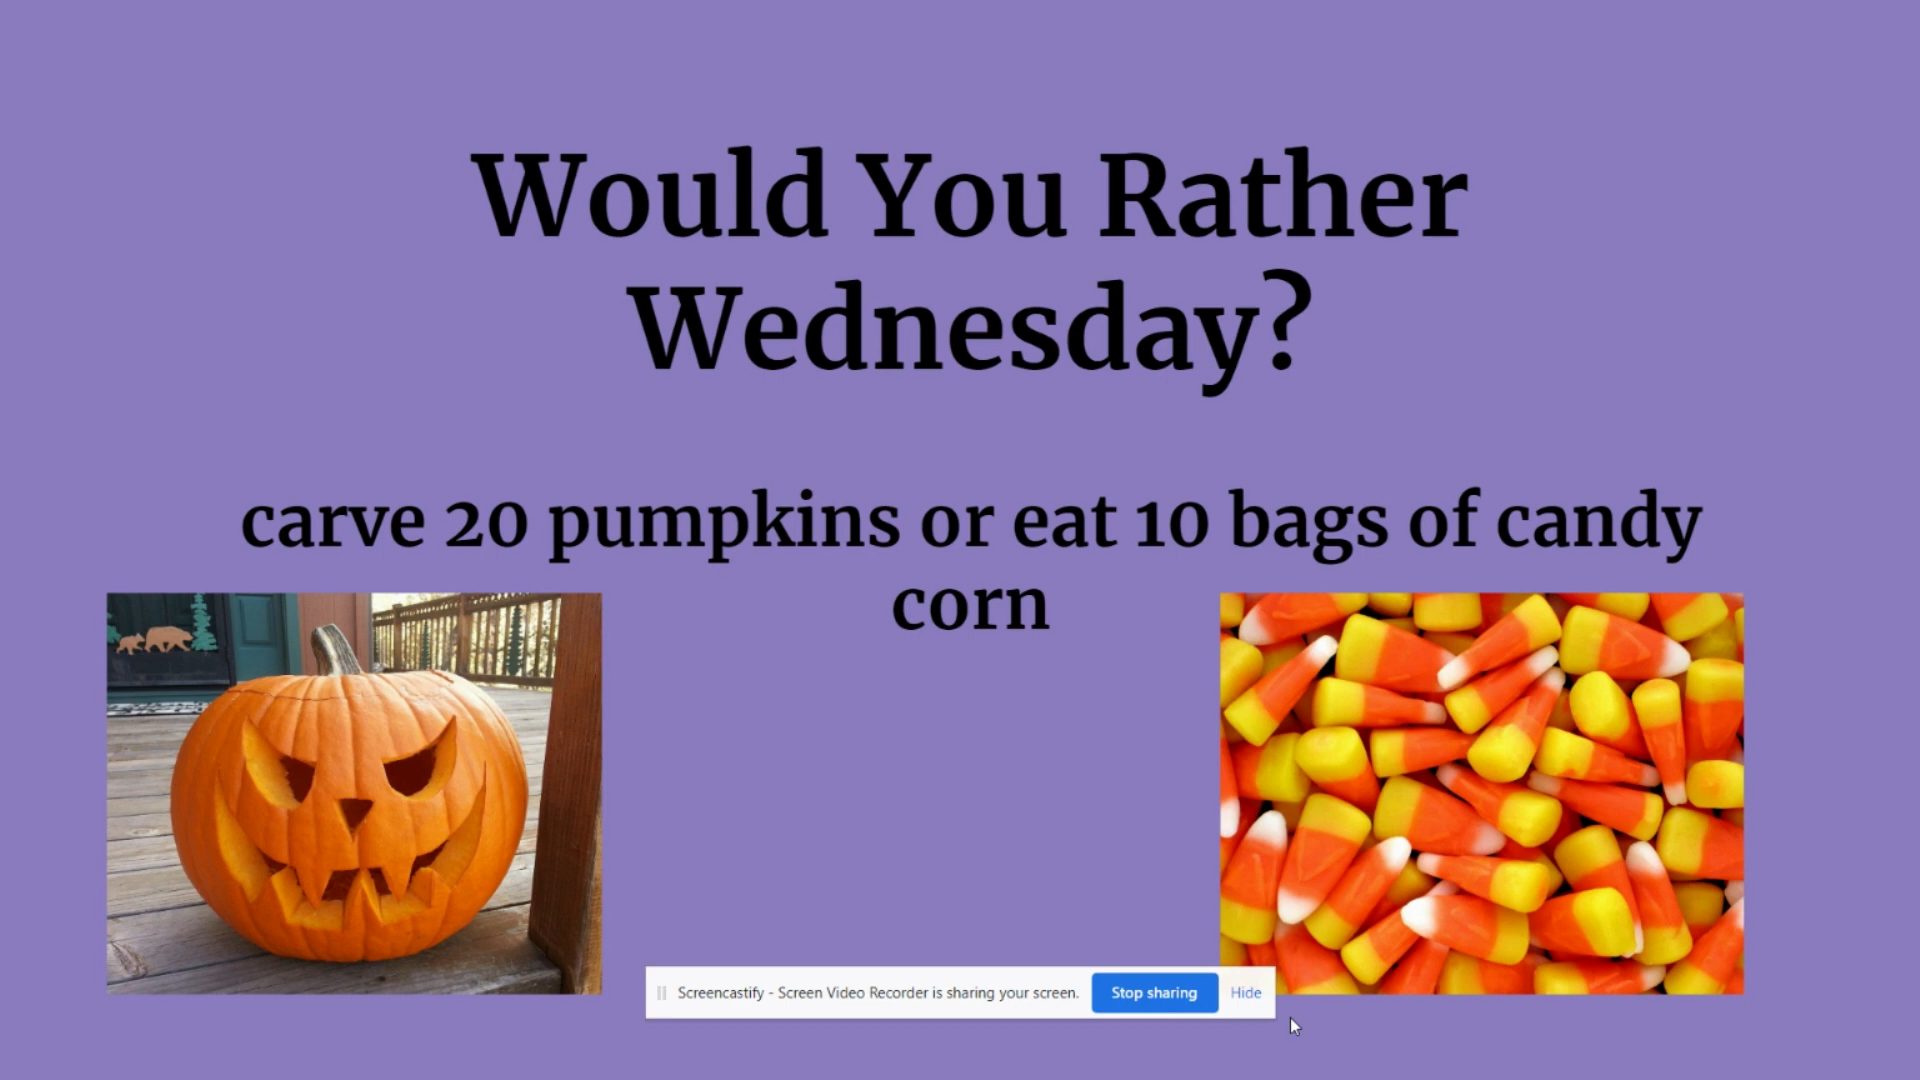 Would You Rather
Wednesday?
carve 20 pumpkins or eat 10 bags of candy
corn
Screencastify - Screen Video Recorder is sharing your screen. Stop sharing Hide